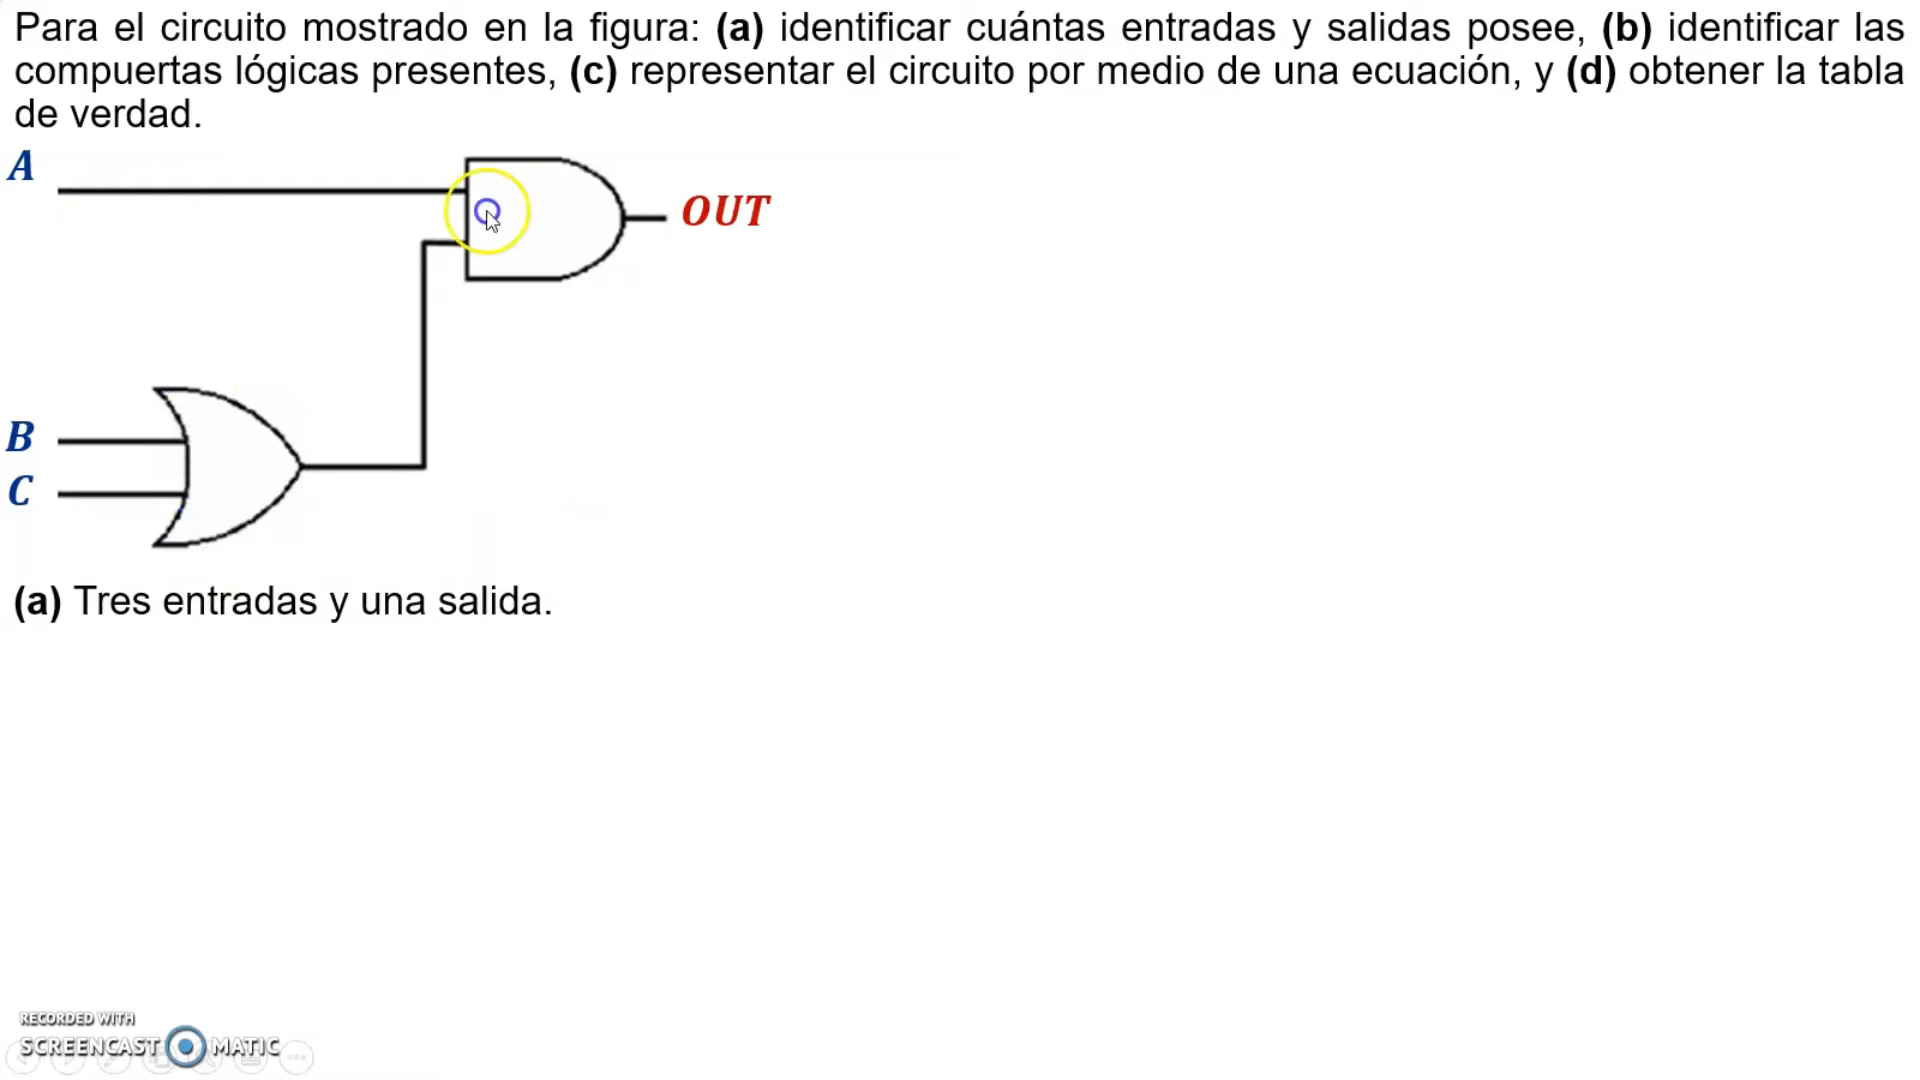 Para el circuito mostrado en la figura: (a) identificar cuántas entradas y salidas posee, (b) identificar las
compuertas lógicas presentes, (c) representar el circuito por medio de una ecuación, y (d) obtener la tabla
de verdad.
A
OUT
B
C
(a) Tres entradas y una salida.
RECORDED WITH
SCREENCAST MATIC